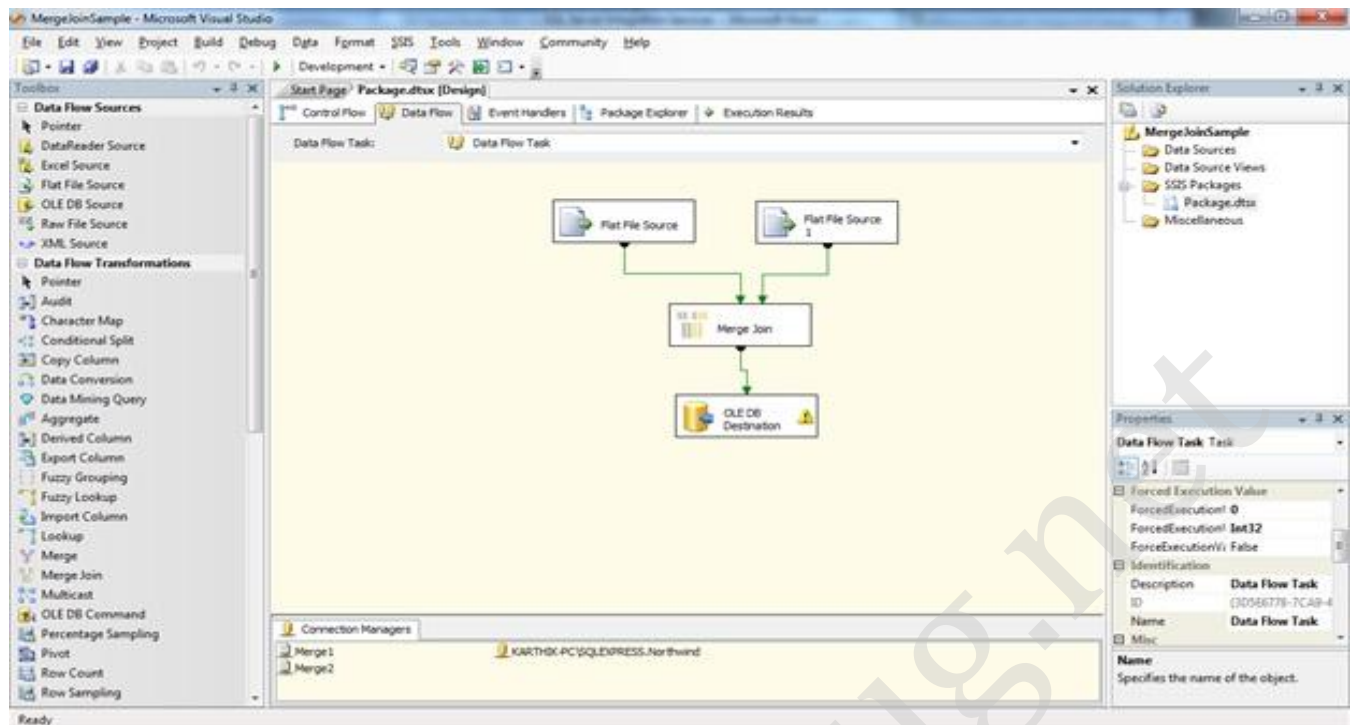 MergeJoinSample - Microsoft Visual Studio
File Edit View Project Build Debug Data Format SSIS Tools Window Community Help
Development
Toolbox
Data Flow Sources
Pointer
DataReader Source
Excel Source
Flat File Source
OLE DB Source
Raw File Source
XML Source
Data Flow Transformations
Pointer
Audit
Character Map
Conditional Split
Copy Column
Data Conversion
Data Mining Query
Aggregate
Derived Column
Export Column
Fuzzy Grouping
Fuzzy Lookup
Import Column
Lookup
Merge
Merge Join
Multicast
OLE DB Command
Percentage Sampling
Pivot
Row Count
Row Sampling
Start Page Package.dtsx [Design]
Control Flow Data Flow Event Handlers Package Explorer Execution Results
Data Flow Task: Data Flow Task
Flat File Source
Flat File Source
1
Merge Join
OLE DB
Destination
Connection Managers
Merge1 KARTHIK-PC\SQLEXPRESS.Northwind
Merge2
Solution Explorer
MergeJoinSample
Data Sources
Data Source Views
SSIS Packages
Package.dtsx
Miscellaneous
Properties
Data Flow Task Task
Forced Execution Value
ForcedExecution 0
ForcedExecution Int32
ForceExecutionV False
Identification
Description Data Flow Task
ID {3D5E6778-7CAB-4
Name Data Flow Task
Misc
Name
Specifies the name of the object.
Ready